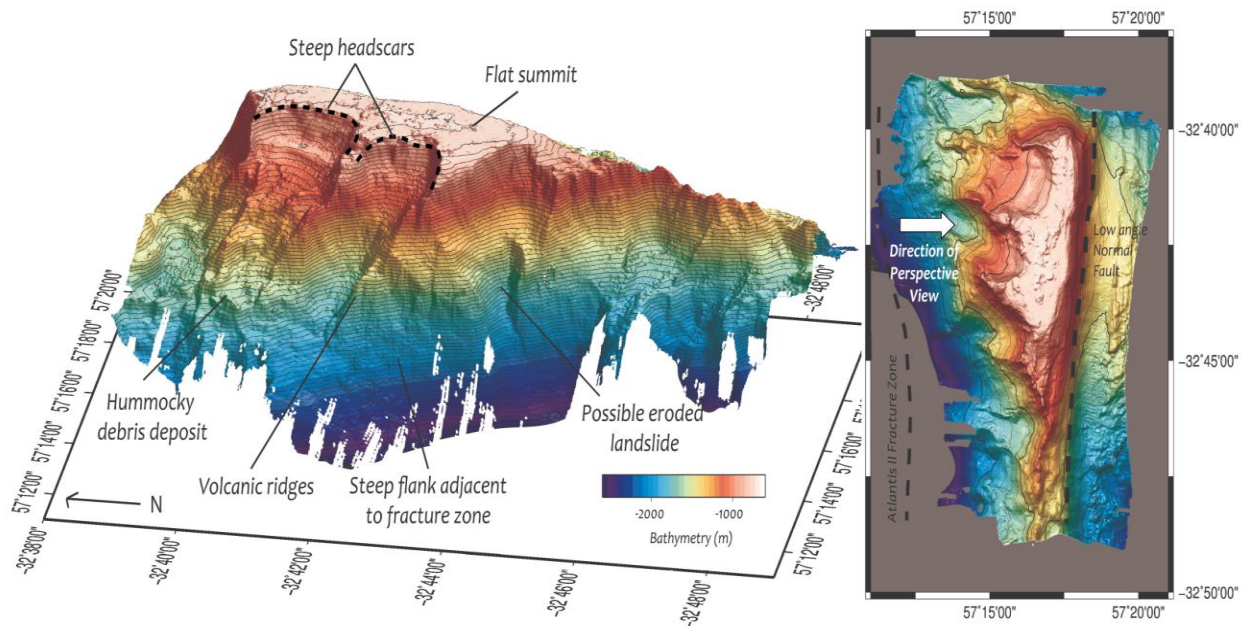 Steep headscars
Flat summit
Hummocky
debris deposit
Volcanic ridges
Steep flank adjacent
to fracture zone
Possible eroded
landslide
-2000
-1000
Bathymetry (m)
N
57˚20'00"
57˚18'00"
57˚16'00"
57˚14'00"
57˚12'00"
-32˚38'00"
-32˚40'00"
-32˚42'00"
-32˚44'00"
-32˚46'00"
-32˚48'00"
57˚12'00"
57˚14'00"
57˚16'00"
-32˚48'00"
57˚15'00"
57˚20'00"
-32˚40'00"
-32˚45'00"
-32˚50'00"
57˚15'00"
57˚20'00"
Direction of
Perspective
View
Low angle
Normal
Fault
Atlantis II Fracture Zone